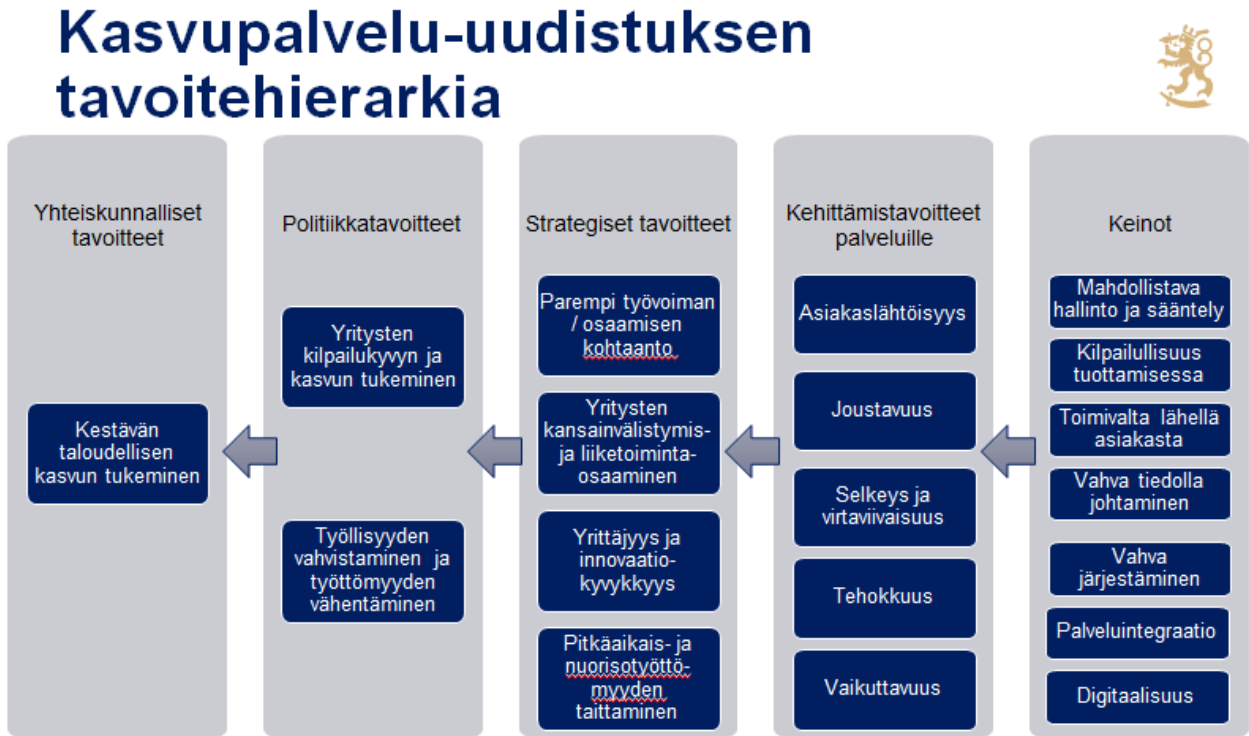 Kasvupalvelu-uudistuksen
tavoitehierarkia
Yhteiskunnalliset
tavoitteet
Kestävän
taloudellisen
kasvun tukeminen
Politiikkatavoitteet
Yritysten
kilpailukyvyn ja
kasvun tukeminen
Työllisyyden
vahvistaminen ja
työttömyyden
vähentäminen
Strategiset tavoitteet
Parempi työvoiman
/ osaamisen
kohtaanto
Yritysten
kansainvälistymis-
ja liiketoiminta-
osaaminen
Yrittäjyys ja
innovaatio-
kyvykkyys
Pitkäaikais- ja
nuorisotyöttö-
myyden
taittaminen
Kehittämistavoitteet
palveluille
Asiakaslähtöisyys
Joustavuus
Selkeys ja
virtaviivaisuus
Tehokkuus
Vaikuttavuus
Keinot
Mahdollistava
hallinto ja sääntely
Kilpailullisuus
tuottamisessa
Toimivalta lähellä
asiakasta
Vahva tiedolla
johtaminen
Vahva
järjestäminen
Palveluintegraatio
Digitaalisuus